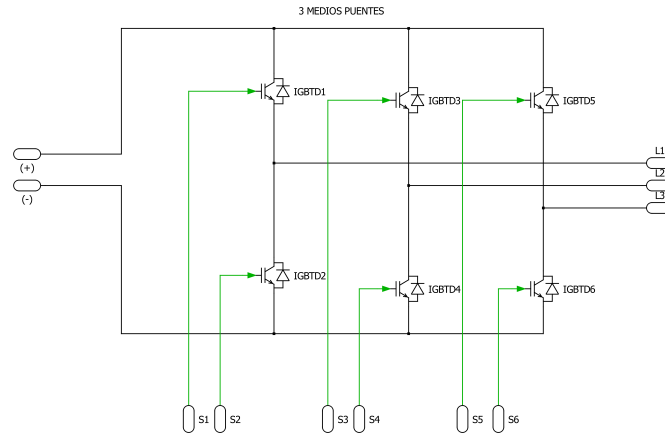 3 MEDIOS PUENTES
IGBTD1
IGBTD3
IGBTD5
(+)
(-)
L1
L2
L3
IGBTD2
IGBTD4
IGBTD6
S1
S2
S3
S4
S5
S6